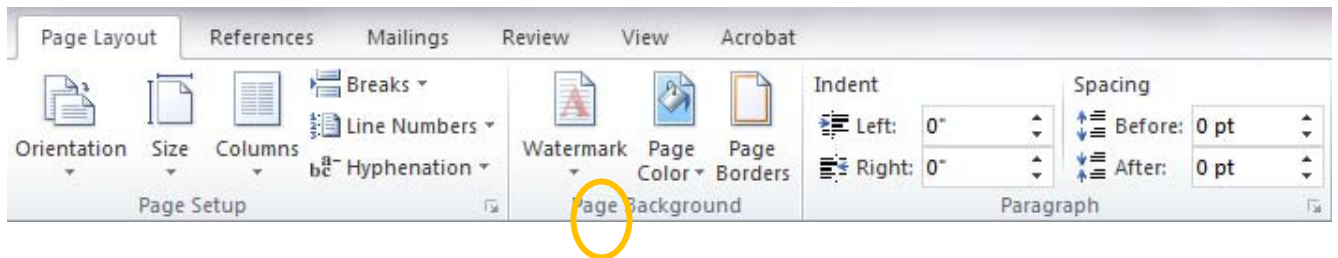 Page Layout References Mailings Review View Acrobat
Orientation Size Columns
Breaks
Line Numbers
bc a- Hyphenation
Page Setup
Watermark Page Color Page Borders
Page Background
Indent
Left: 0"
Right: 0"
Spacing
Before: 0 pt
After: 0 pt
Paragraph